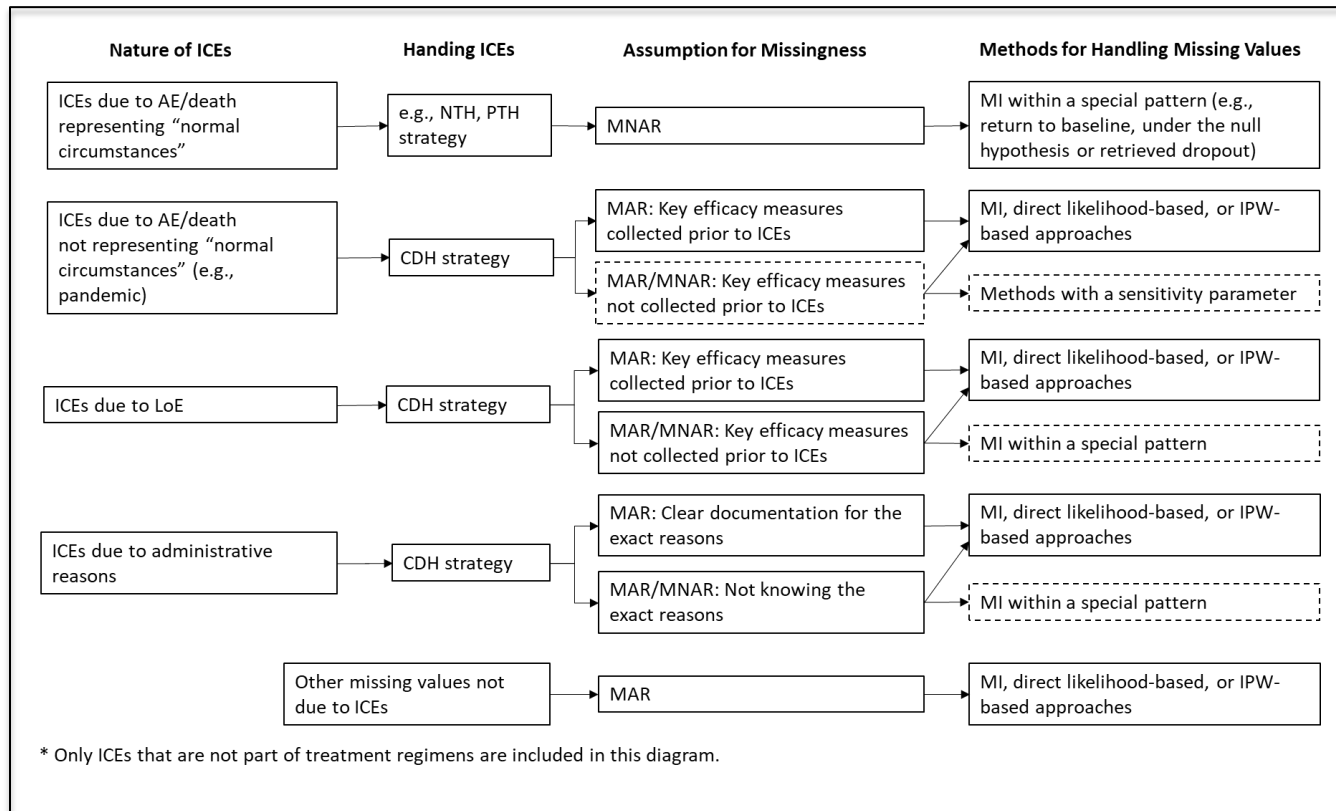 Nature of ICEs
Handing ICEs
Assumption for Missingness
Methods for Handling Missing Values
ICEs due to AE/death
representing “normal
circumstances”
e.g., NTH, PTH
strategy
MNAR
MI within a special pattern (e.g.,
return to baseline, under the null
hypothesis or retrieved dropout)
ICEs due to AE/death
not representing “normal
circumstances” (e.g.,
pandemic)
CDH strategy
MAR: Key efficacy measures
collected prior to ICEs
MI, direct likelihood-based, or IPW-
based approaches
MAR/MNAR: Key efficacy measures
not collected prior to ICEs
Methods with a sensitivity parameter
ICEs due to LoE
CDH strategy
MAR: Key efficacy measures
collected prior to ICEs
MI, direct likelihood-based, or IPW-
based approaches
MAR/MNAR: Key efficacy measures
not collected prior to ICEs
MI within a special pattern
ICEs due to administrative
reasons
CDH strategy
MAR: Clear documentation for the
exact reasons
MI, direct likelihood-based, or IPW-
based approaches
MAR/MNAR: Not knowing the
exact reasons
MI within a special pattern
Other missing values not
due to ICEs
MAR
MI, direct likelihood-based, or IPW-
based approaches
* Only ICEs that are not part of treatment regimens are included in this diagram.